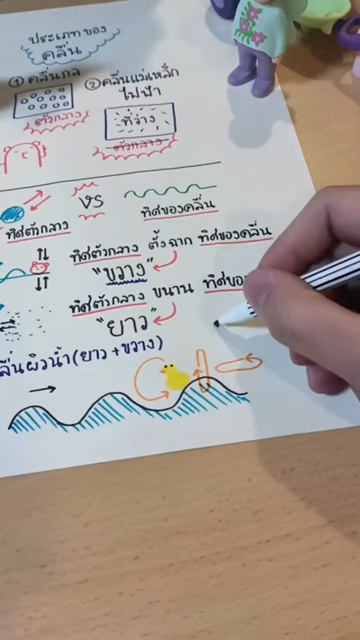 ประเภทของ
คลื่น
① คลื่นกล
ตัวกลาง
② คลื่นแม่เหล็ก
ไฟฟ้า
ที่ว่าง
ตัวกลาง
ทิศตัวกลาง
VS
ทิศของคลื่น
ทิศตัวกลาง ตั้งฉาก ทิศของคลื่น
"ขวาง"
ทิศตัวกลาง ขนาน ทิศของ
"ยาว"
ลื่นผิวน้ำ (ยาว+ขวาง)